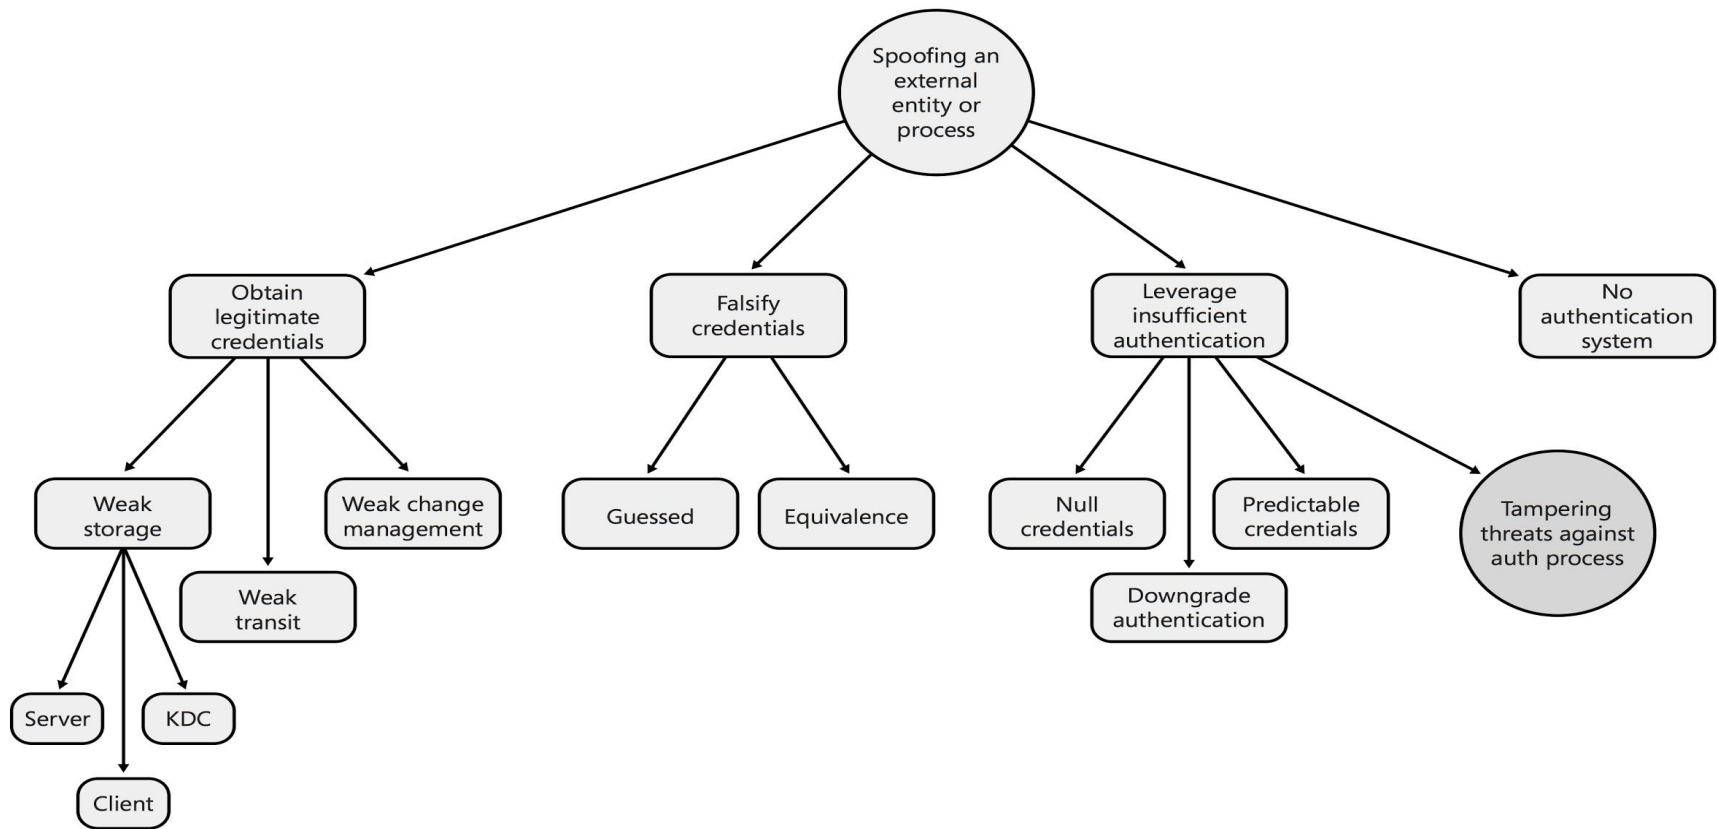 Spoofing an
external
entity or
process
Obtain
legitimate
credentials
Falsify
credentials
Leverage
insufficient
authentication
No
authentication
system
Weak
storage
Weak change
management
Guessed
Equivalence
Null
credentials
Predictable
credentials
Tampering
threats against
auth process
Weak
transit
Downgrade
authentication
Server
KDC
Client